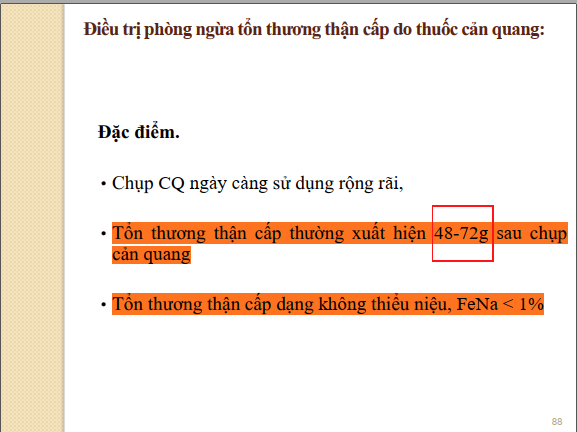 Điều trị phòng ngừa tổn thương thận cấp do thuốc cản quang:
Đặc điểm.
• Chụp CQ ngày càng sử dụng rộng rãi,
• Tổn thương thận cấp thường xuất hiện 48-72g sau chụp
cản quang
• Tổn thương thận cấp dạng không thiểu niệu, FeNa < 1%
88